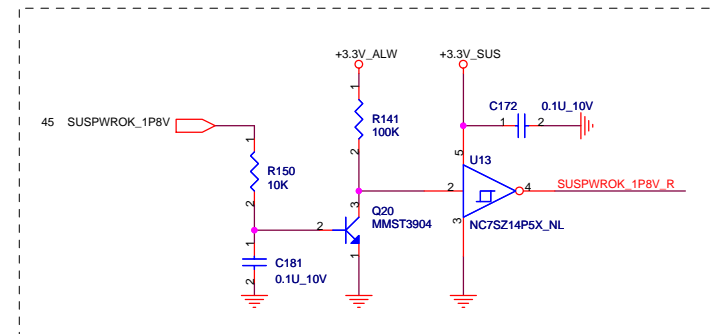 +3.3V_ALW
+3.3V_SUS
45 SUSPWROK_1P8V
C172 0.1U_10V
1 2
1
R141
100K
2
1
R150
10K
2
5
U13
2 4
SUSPWROK_1P8V_R
3
NC7SZ14P5X_NL
3
Q20
MMST3904
2
1
1
C181
0.1U_10V
2